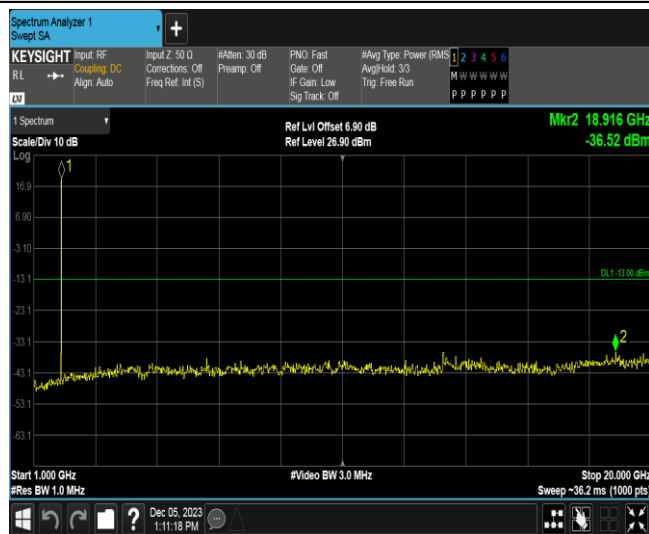 Spectrum Analyzer 1
Swept SA
+
KEYSIGHT
RL
LXI
Input: RF
Coupling: DC
Align: Auto
Input Z: 50 Ω
Corrections: Off
Freq Ref: Int (S)
#Atten: 30 dB
Preamp: Off
PNO: Fast
Gate: Off
IF Gain: Low
Sig Track: Off
#Avg Type: Power (RMS
Avg|Hold: 3/3
Trig: Free Run
1 2 3 4 5 6
M W W W W W
P P P P P P
1 Spectrum
Scale/Div 10 dB
Log
Ref Lvl Offset 6.90 dB
Ref Level 26.90 dBm
Mkr2 18.916 GHz
-36.52 dBm
1
16.9
6.90
-3.10
-13.1
DL1 -13.00 dBm
-23.1
-33.1
2
-43.1
-53.1
-63.1
Start 1.000 GHz
#Res BW 1.0 MHz
#Video BW 3.0 MHz
Stop 20.000 GHz
Sweep ~36.2 ms (1000 pts)
?
Dec 05, 2023
1:11:18 PM